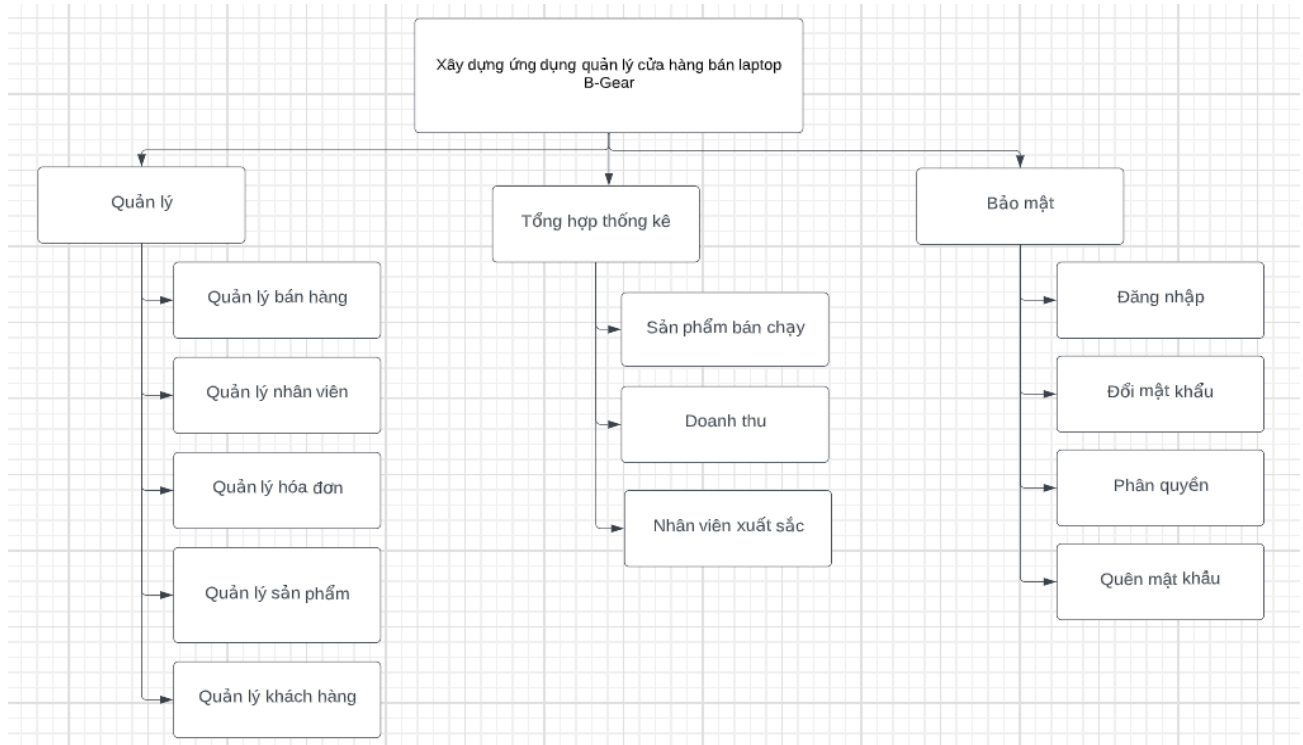 Xây dựng ứng dụng quản lý cửa hàng bán laptop
B-Gear
Quản lý
Quản lý bán hàng
Quản lý nhân viên
Quản lý hóa đơn
Quản lý sản phẩm
Quản lý khách hàng
Tổng hợp thống kê
Sản phẩm bán chạy
Doanh thu
Nhân viên xuất sắc
Bảo mật
Đăng nhập
Đổi mật khẩu
Phân quyền
Quên mật khẩu